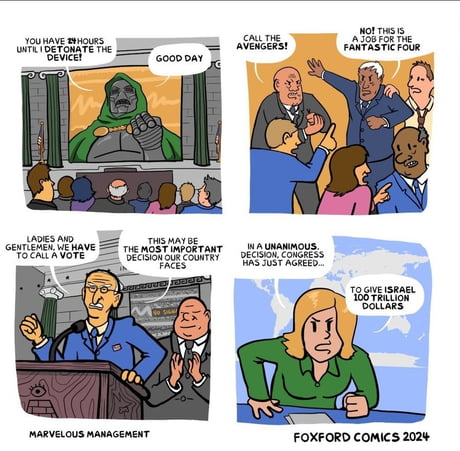 YOU HAVE 24 HOURS
UNTIL I DETONATE THE
DEVICE!
GOOD DAY
CALL THE
AVENGERS!
NO! THIS IS
A JOB FOR THE
FANTASTIC FOUR
LADIES AND
GENTLEMEN, WE HAVE
TO CALL A VOTE
THIS MAY BE
THE MOST IMPORTANT
DECISION OUR COUNTRY
FACES
NO SIGNAL
IN A UNANIMOUS,
DECISION, CONGRESS
HAS JUST AGREED...
TO GIVE ISRAEL
100 TRILLION
DOLLARS
MARVELOUS MANAGEMENT
FOXFORD COMICS 2024